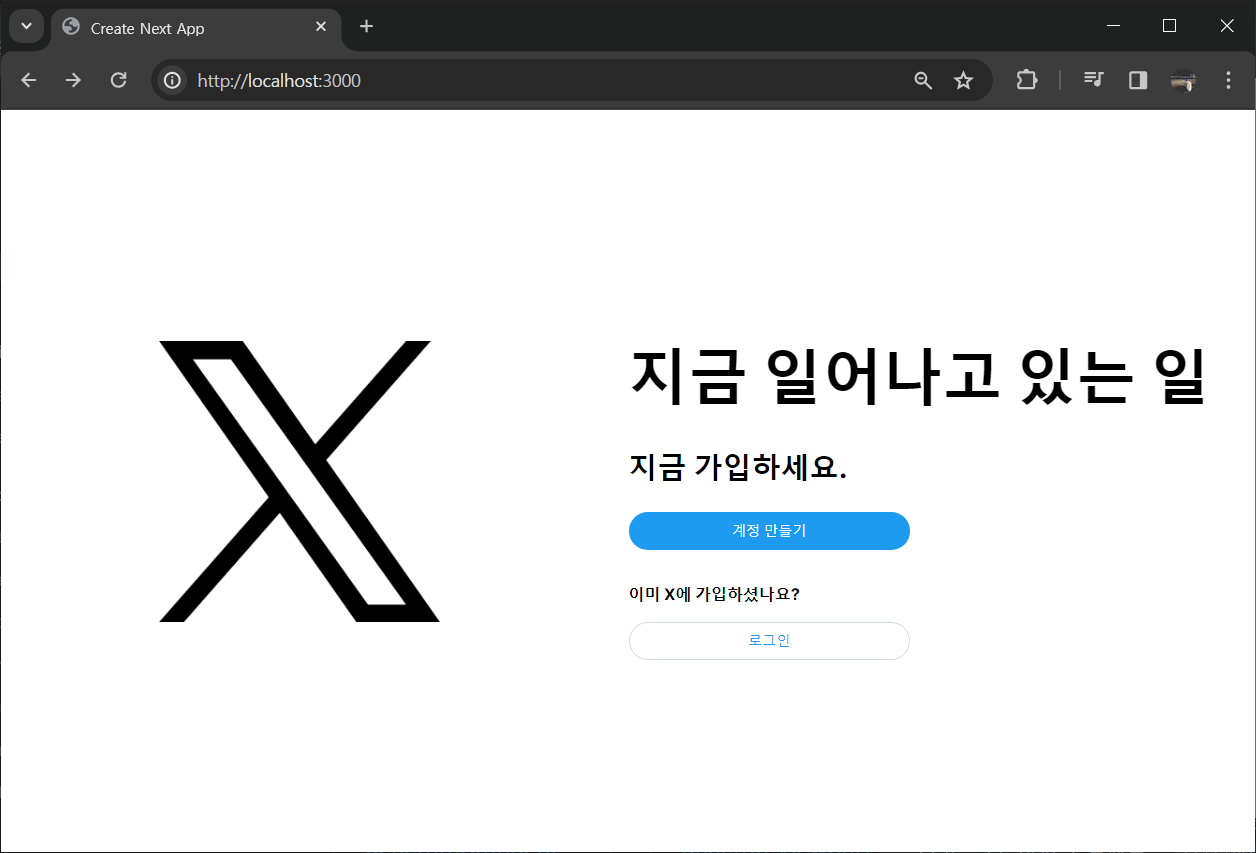 Create Next App
http://localhost:3000
지금 일어나고 있는 일
지금 가입하세요.
계정 만들기
이미 X에 가입하셨나요?
로그인